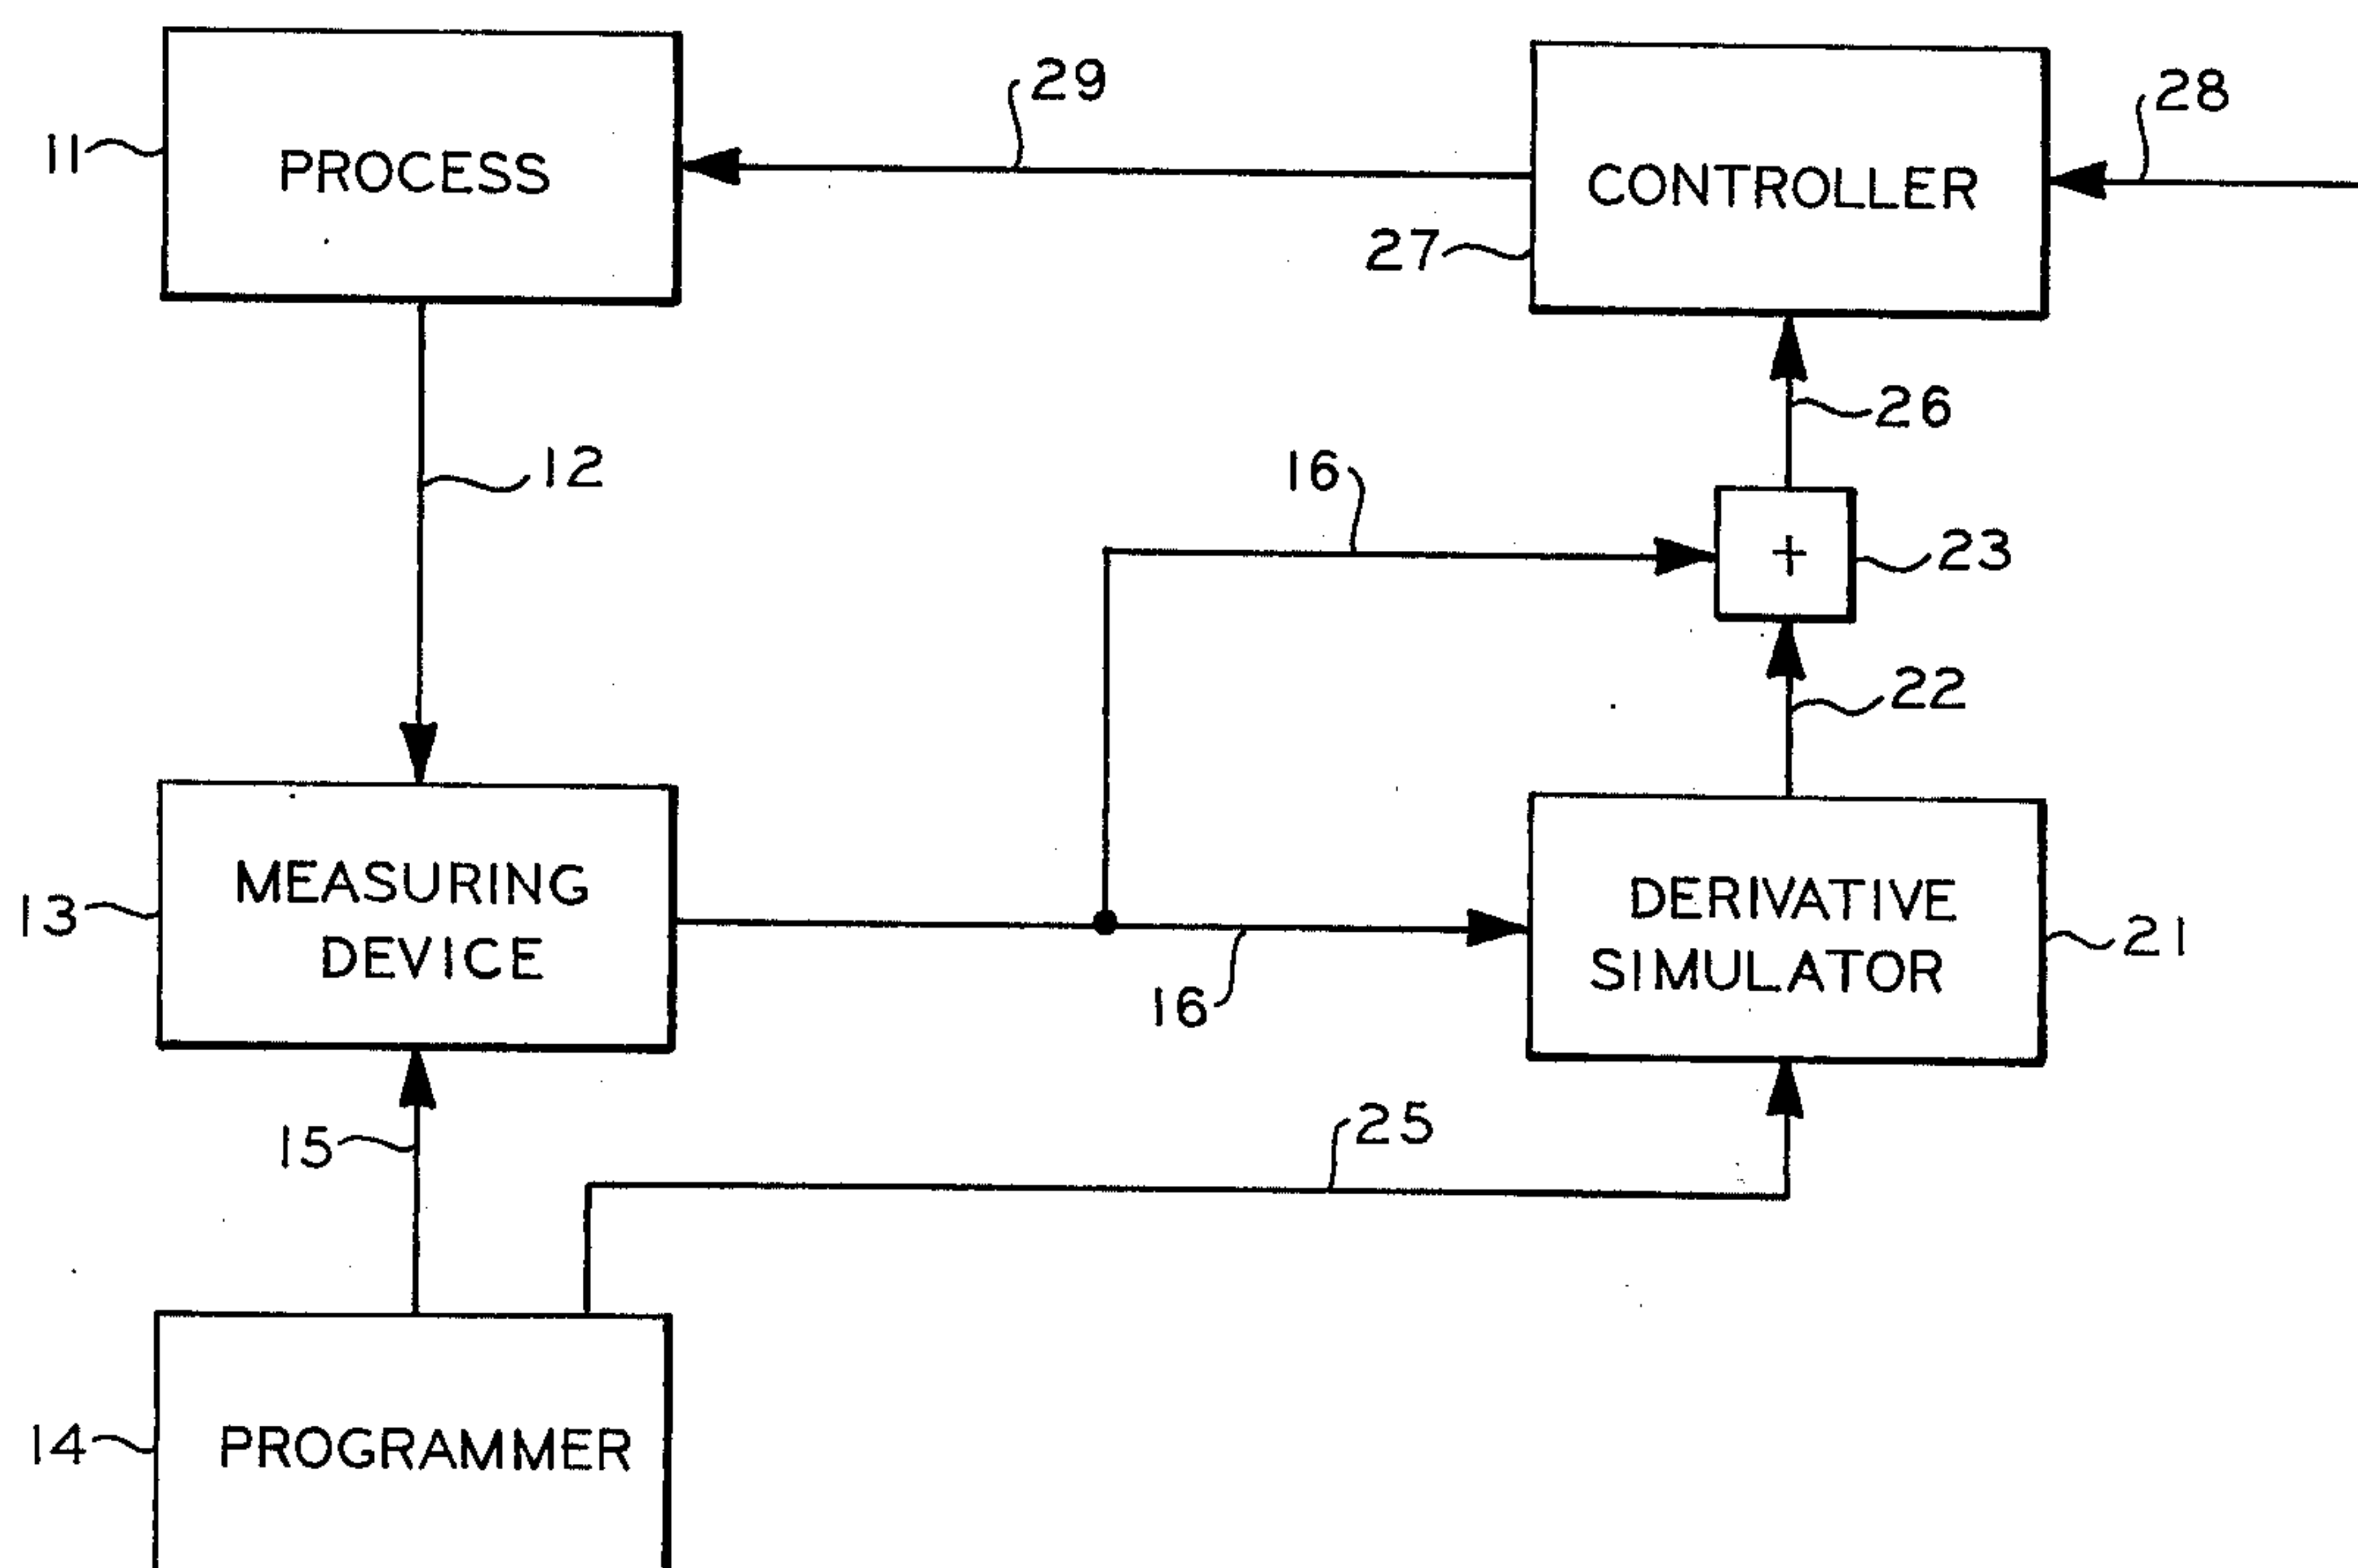 29
28
11
PROCESS
CONTROLLER
27
26
12
16
+
23
22
MEASURING
DEVICE
13
DERIVATIVE
SIMULATOR
21
16
25
15
14
PROGRAMMER